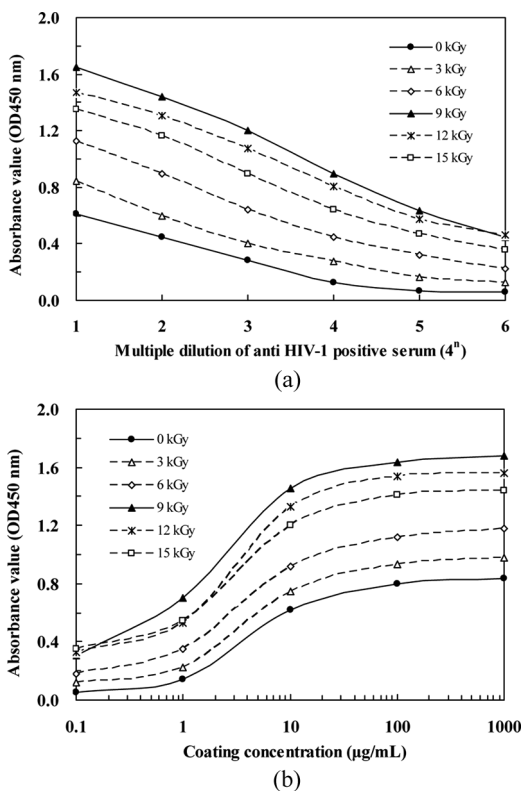 2.0
1.6
1.2
0.8
0.4
0.0
Absorbance value (OD450 nm)
0 kGy
3 kGy
6 kGy
9 kGy
12 kGy
15 kGy
1 2 3 4 5 6
Multiple dilution of anti HIV-1 positive serum (4ⁿ)
(a)
2.0
1.6
1.2
0.8
0.4
0.0
Absorbance value (OD450 nm)
0 kGy
3 kGy
6 kGy
9 kGy
12 kGy
15 kGy
0.1 1 10 100 1000
Coating concentration (μg/mL)
(b)